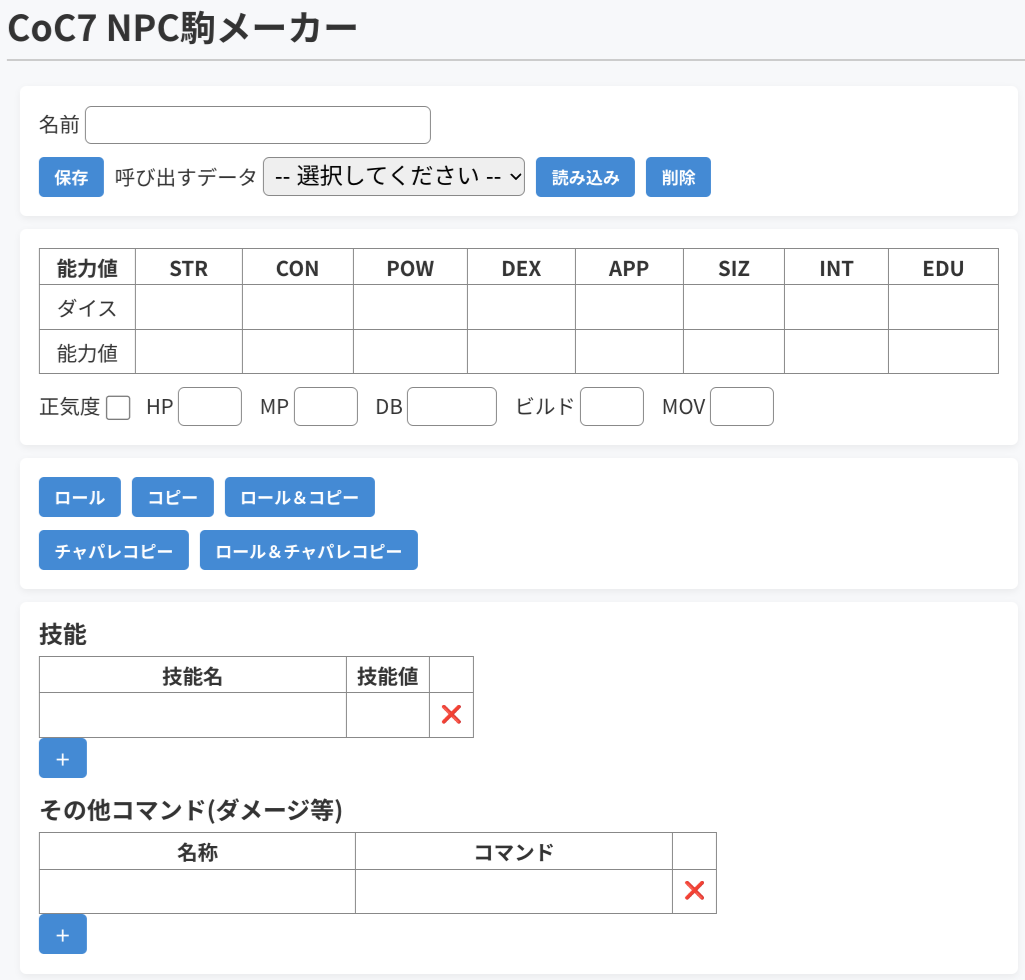 CoC7 NPC駒メーカー
名前
保存 呼び出すデータ -- 選択してください -- 読み込み 削除
能力値 STR CON POW DEX APP SIZ INT EDU
ダイス
能力値
正気度 HP MP DB ビルド MOV
ロール コピー ロール＆コピー
チャパレコピー ロール＆チャパレコピー
技能
技能名 技能値
❌
＋
その他コマンド(ダメージ等)
名称 コマンド
❌
＋